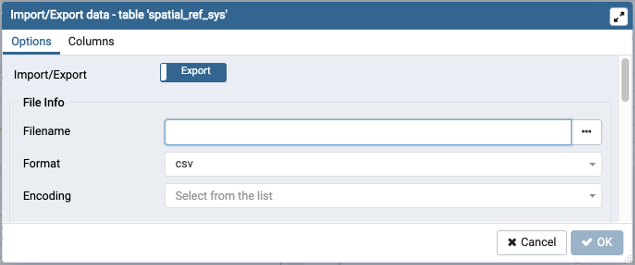 Import/Export data - table 'spatial_ref_sys'
Options Columns
Import/Export Export
File Info
Filename
Format csv
Encoding Select from the list
Cancel OK